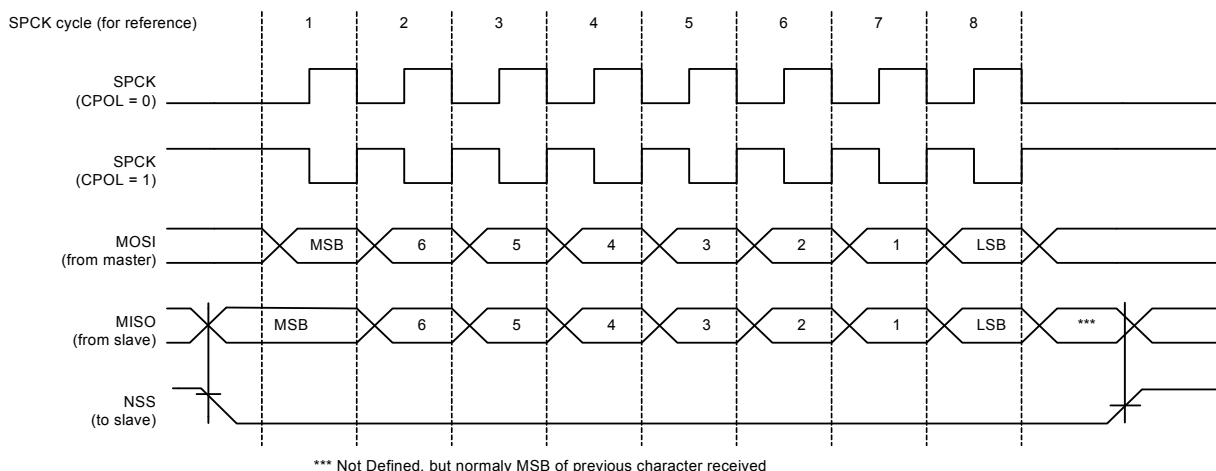 SPCK cycle (for reference) 1 2 3 4 5 6 7 8
SPCK
(CPOL = 0)
SPCK
(CPOL = 1)
MOSI
(from master)
MSB 6 5 4 3 2 1 LSB
MISO
(from slave)
MSB 6 5 4 3 2 1 LSB ***
NSS
(to slave)
*** Not Defined, but normaly MSB of previous character received